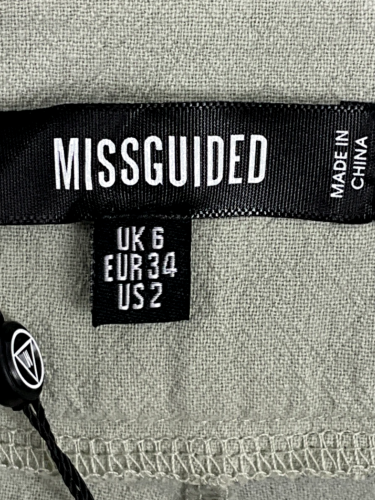 MISSGUIDED
MADE IN
CHINA
UK 6
EUR 34
US 2